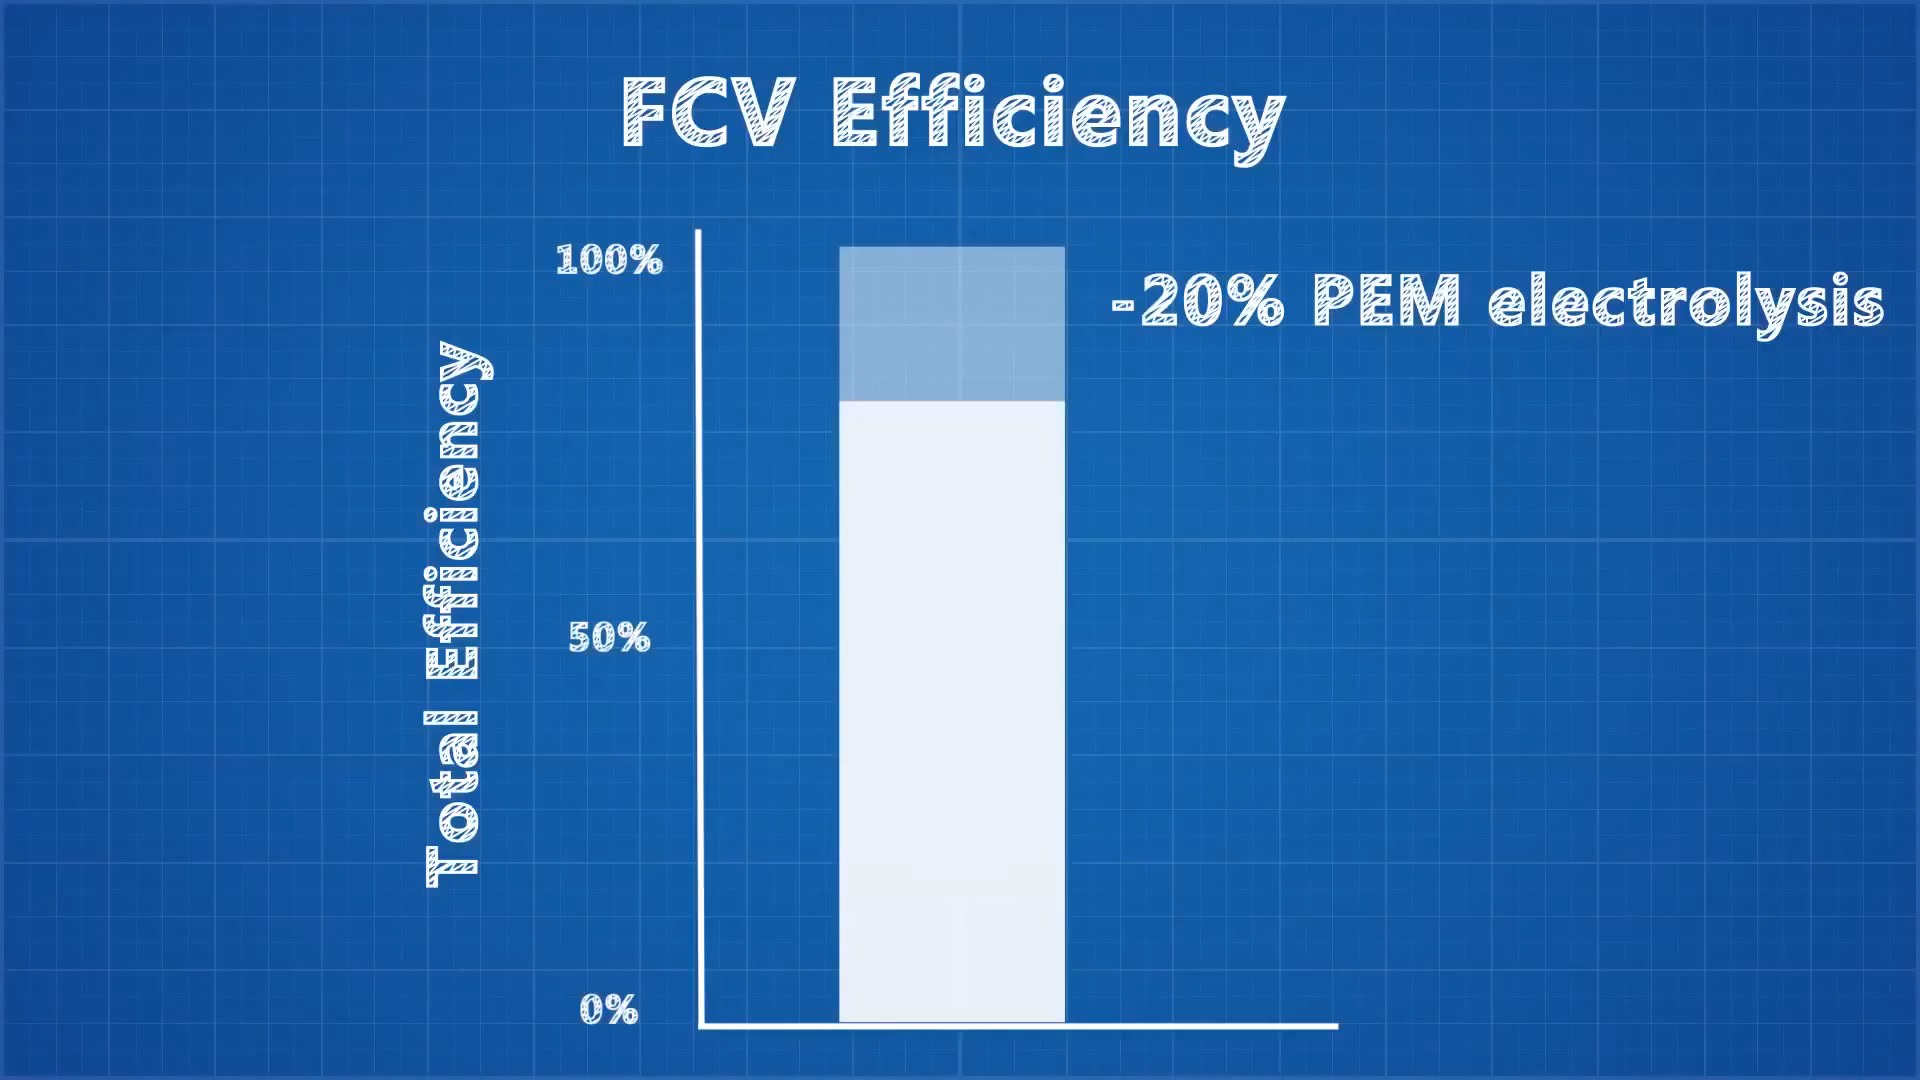 FCV Efficiency
100%
-20% PEM electrolysis
Total Efficiency
50%
0%